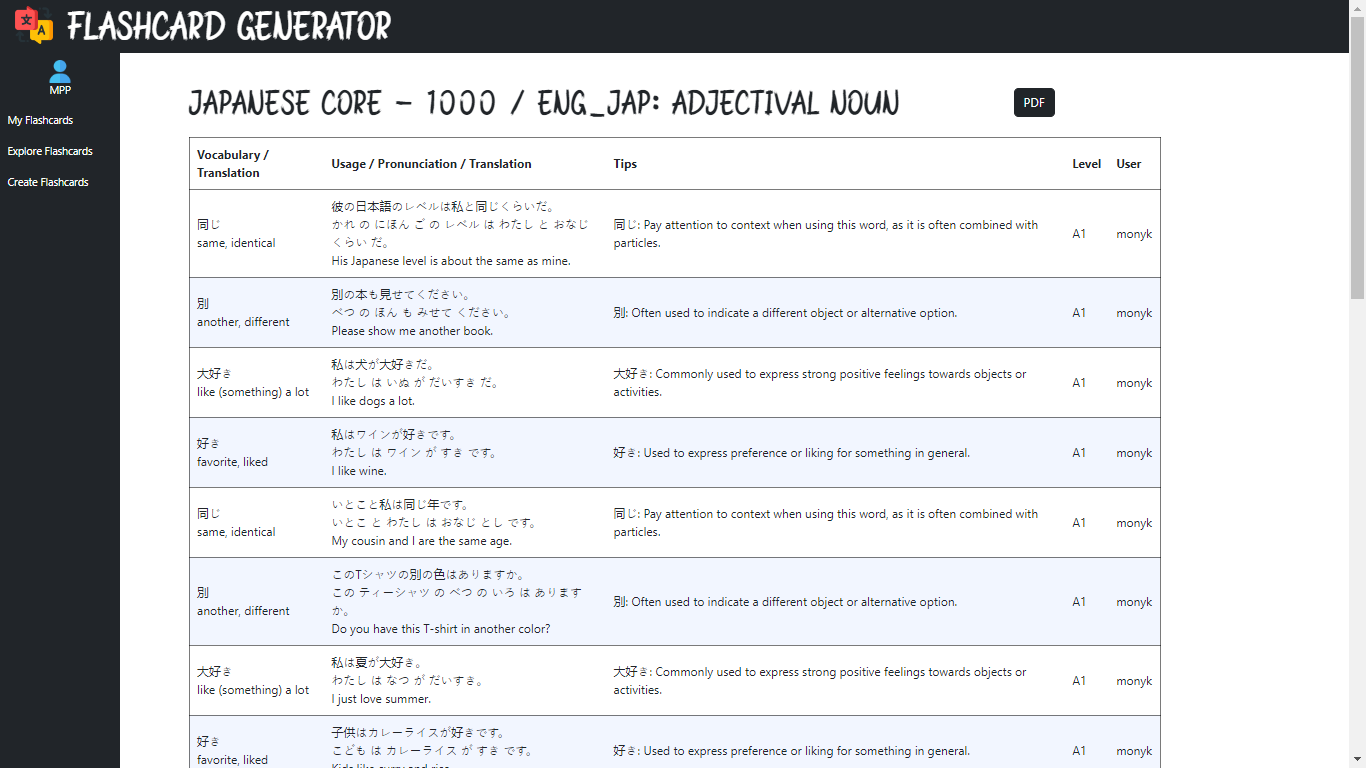 FLASHCARD GENERATOR
MPP
My Flashcards
Explore Flashcards
Create Flashcards
JAPANESE CORE - 1000 / ENG_JAP: ADJECTIVAL NOUN
PDF
Vocabulary /
Translation
Usage / Pronunciation / Translation
Tips
Level
User
同じ
same, identical
彼の日本語のレベルは私と同じくらいだ。
かれ の にほん ご の レベル は わたし と おなじ
くらい だ。
His Japanese level is about the same as mine.
同じ: Pay attention to context when using this word, as it is often combined with
particles.
A1
monyk
別
another, different
別の本も見せてください。
べつ の ほん も みせて ください。
Please show me another book.
別: Often used to indicate a different object or alternative option.
A1
monyk
大好き
like (something) a lot
私は犬が大好きだ。
わたし は いぬ が だいすき だ。
I like dogs a lot.
大好き: Commonly used to express strong positive feelings towards objects or
activities.
A1
monyk
好き
favorite, liked
私はワインが好きです。
わたし は ワイン が すき です。
I like wine.
好き: Used to express preference or liking for something in general.
A1
monyk
同じ
same, identical
いとこと私は同じ年です。
いとこ と わたし は おなじ とし です。
My cousin and I are the same age.
同じ: Pay attention to context when using this word, as it is often combined with
particles.
A1
monyk
別
another, different
このTシャツの別の色はありますか。
この ティーシャツ の べつ の いろ は あります
か。
Do you have this T-shirt in another color?
別: Often used to indicate a different object or alternative option.
A1
monyk
大好き
like (something) a lot
私は夏が大好き。
わたし は なつ が だいすき。
I just love summer.
大好き: Commonly used to express strong positive feelings towards objects or
activities.
A1
monyk
好き
favorite, liked
子供はカレーライスが好きです。
こども は カレーライス が すき です。
Kids like curry and rice.
好き: Used to express preference or liking for something in general.
A1
monyk